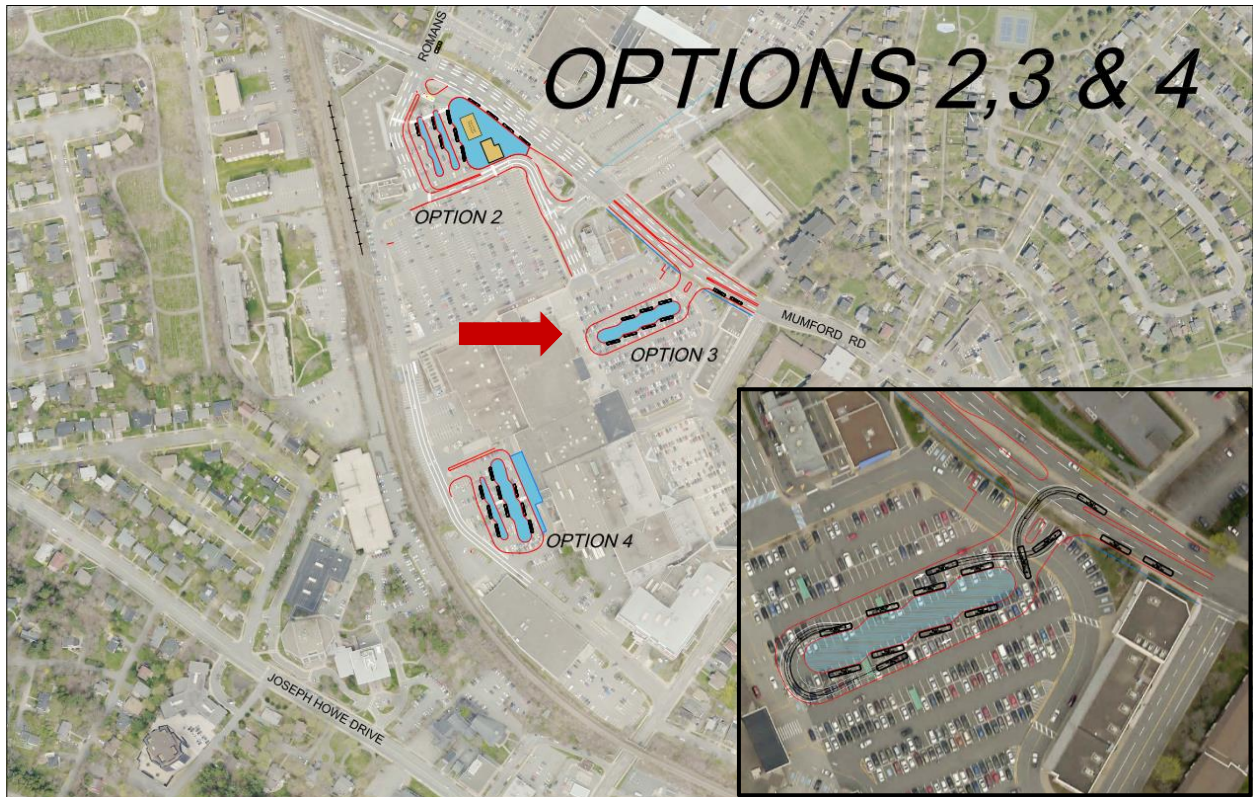 ROMANS
OPTIONS 2,3 & 4
OPTION 2
MUMFORD RD
OPTION 3
OPTION 4
JOSEPH HOWE DRIVE